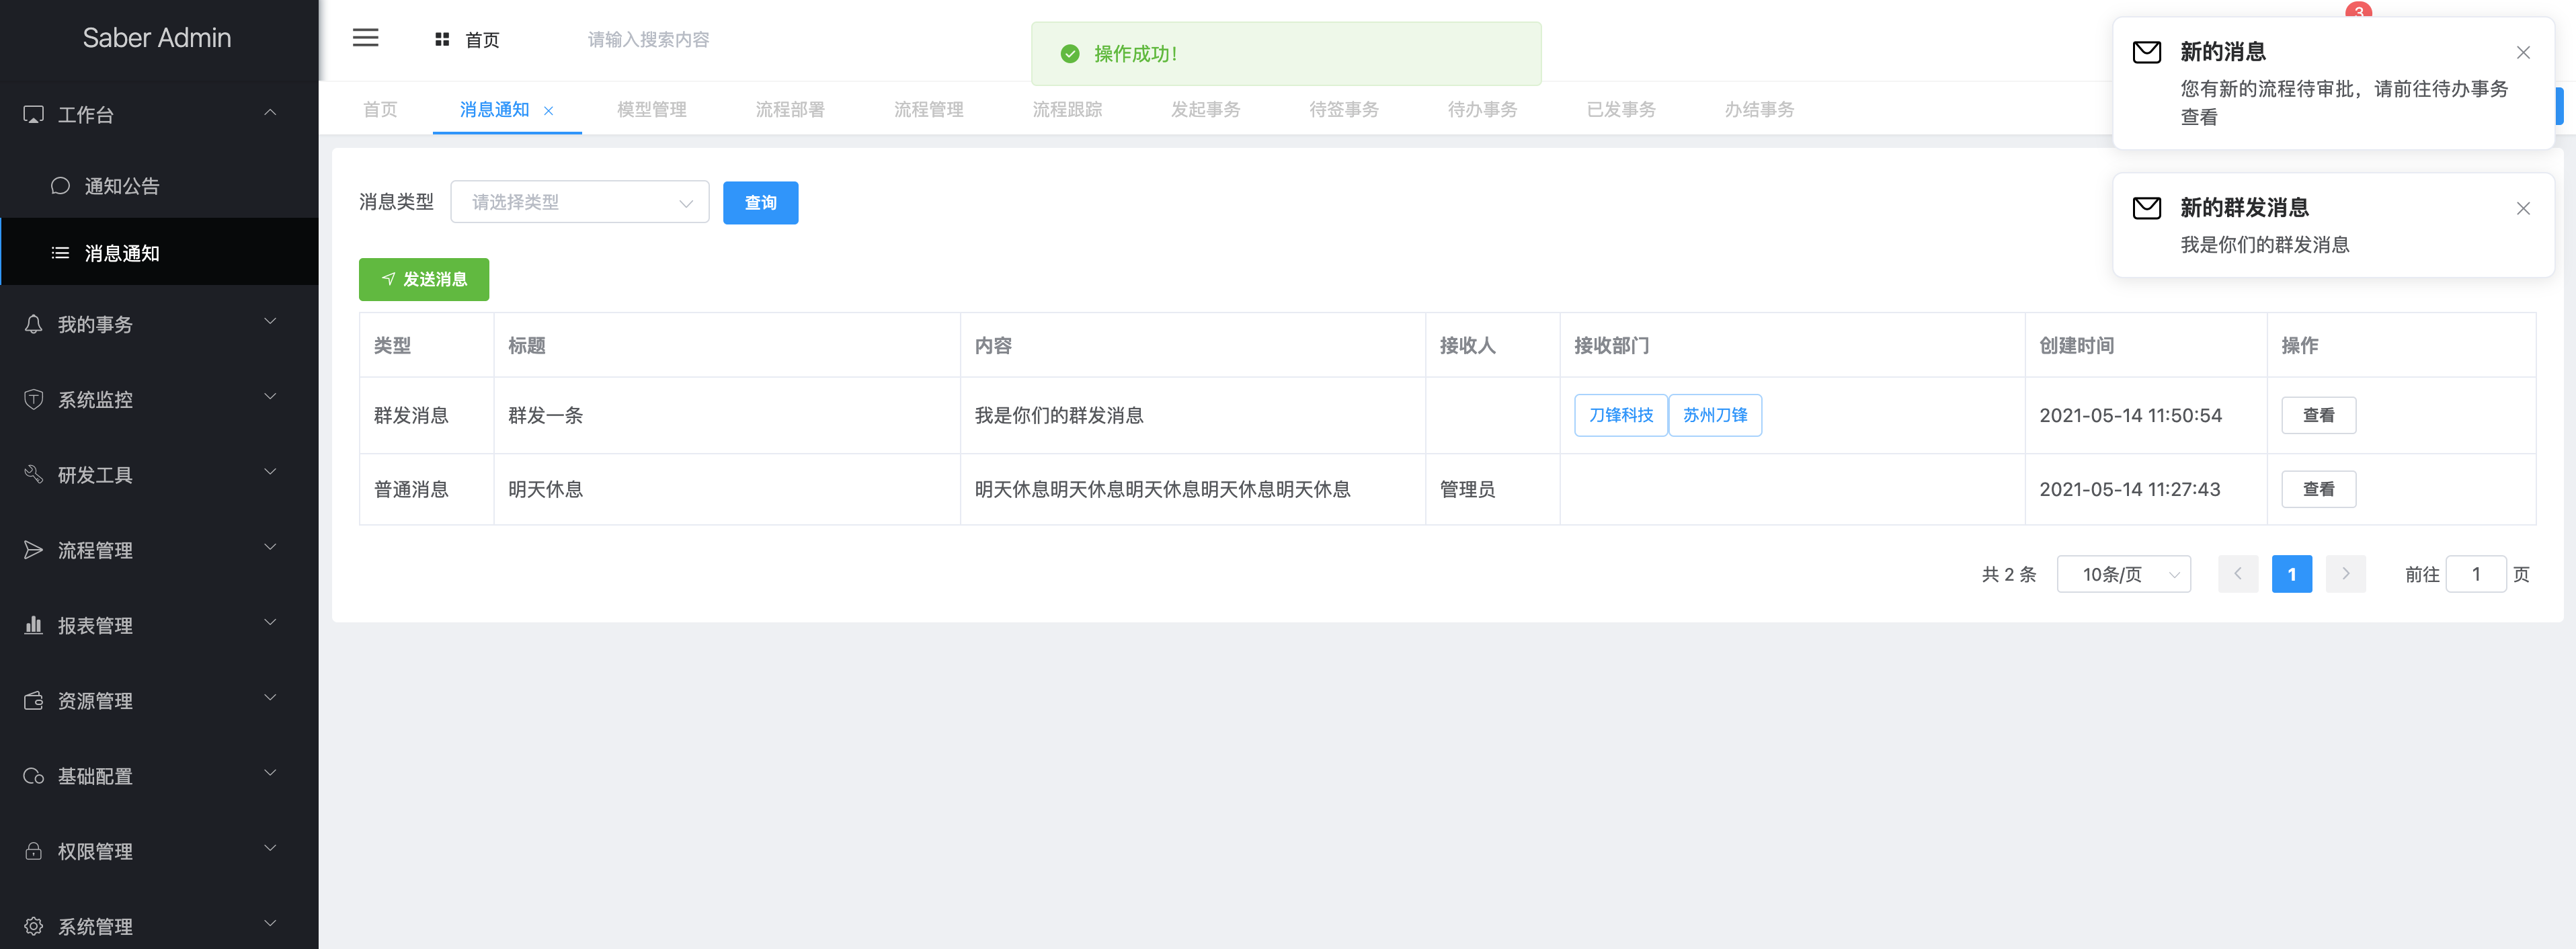 Saber Admin
工作台
通知公告
消息通知
我的事务
系统监控
研发工具
流程管理
报表管理
资源管理
基础配置
权限管理
系统管理
首页
请输入搜索内容
操作成功!
3
新的消息
您有新的流程待审批，请前往待办事务
查看
新的群发消息
我是你们的群发消息
首页 消息通知 模型管理 流程部署 流程管理 流程跟踪 发起事务 待签事务 待办事务 已发事务 办结事务
消息类型 请选择类型 查询
发送消息
类型 标题 内容 接收人 接收部门 创建时间 操作
群发消息 群发一条 我是你们的群发消息 刀锋科技 苏州刀锋 2021-05-14 11:50:54 查看
普通消息 明天休息 明天休息明天休息明天休息明天休息明天休息 管理员 2021-05-14 11:27:43 查看
共 2 条 10条/页 1 前往 1 页